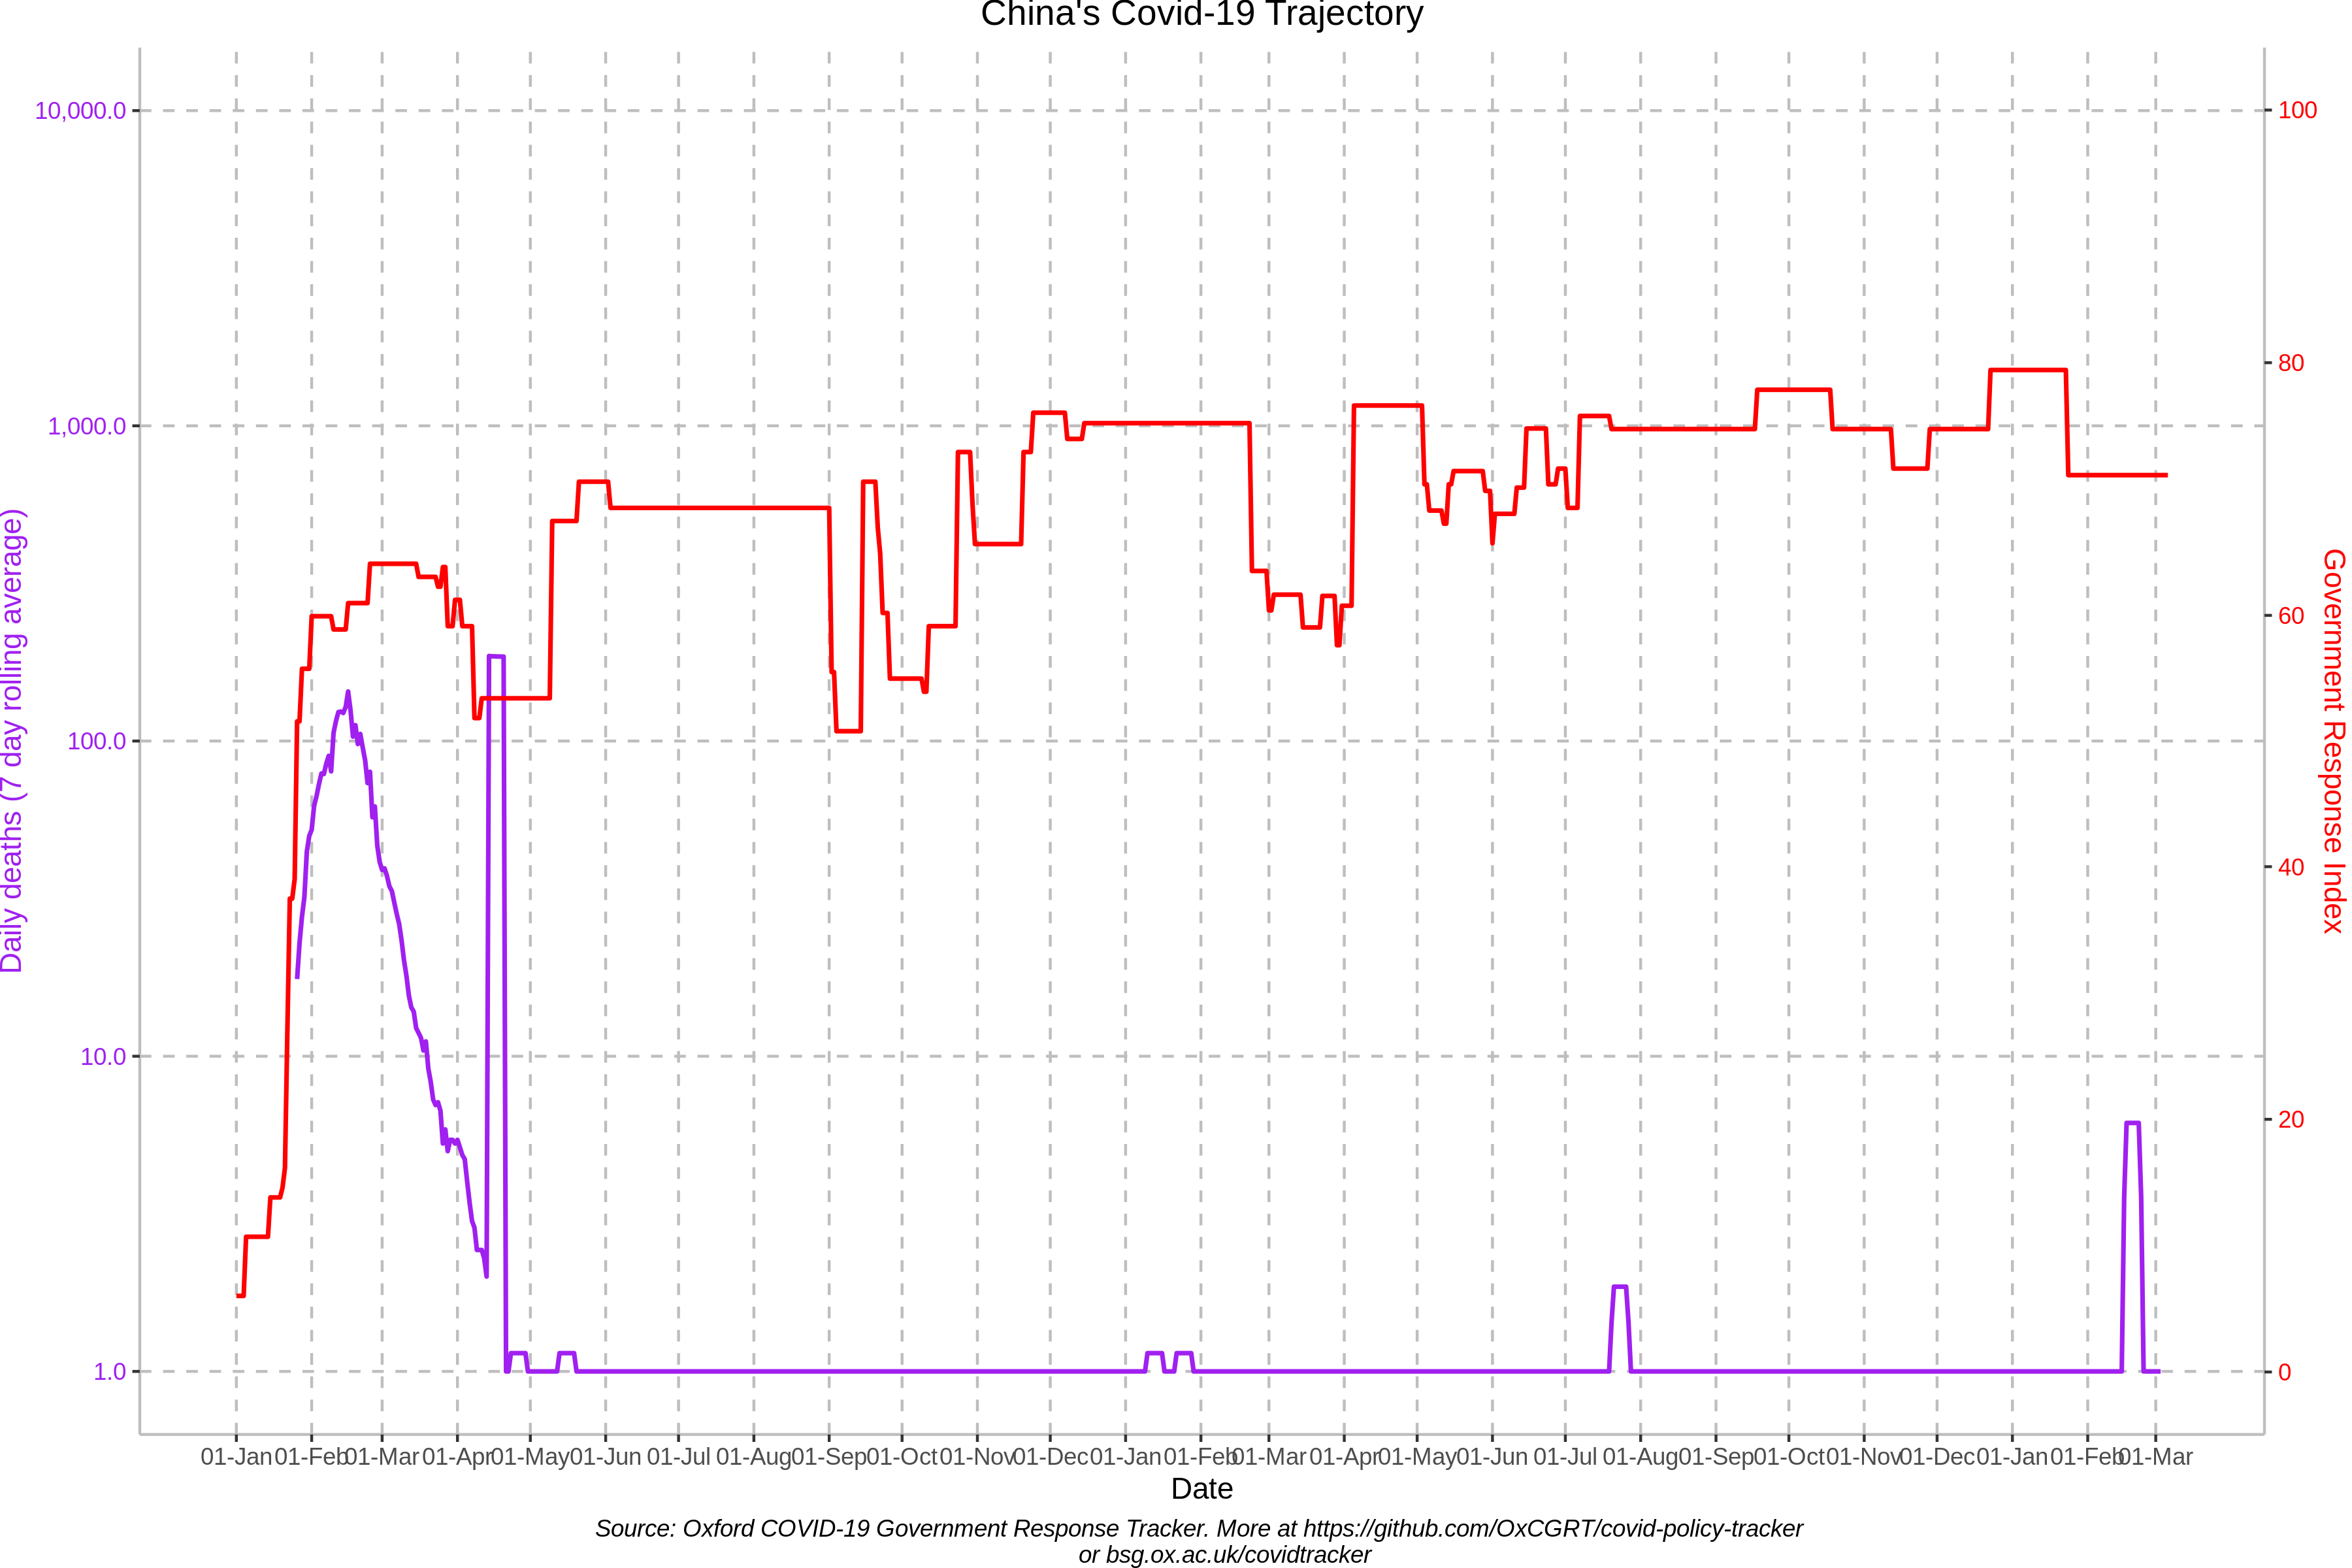 China's Covid-19 Trajectory
10,000.0
1,000.0
100.0
10.0
1.0
Daily deaths (7 day rolling average)
100
80
60
40
20
0
Government Response Index
01-Jan 01-Feb 01-Mar 01-Apr 01-May 01-Jun 01-Jul 01-Aug 01-Sep 01-Oct 01-Nov 01-Dec 01-Jan 01-Feb 01-Mar 01-Apr 01-May 01-Jun 01-Jul 01-Aug 01-Sep 01-Oct 01-Nov 01-Dec 01-Jan 01-Feb 01-Mar
Date
Source: Oxford COVID-19 Government Response Tracker. More at https://github.com/OxCGRT/covid-policy-tracker
or bsg.ox.ac.uk/covidtracker